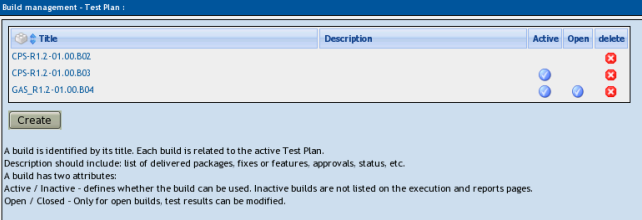 Build management - Test Plan :
Title Description Active Open delete
CPS-R1.2-01.00.B02
CPS-R1.2-01.00.B03
GAS_R1.2-01.00.B04
Create
A build is identified by its title. Each build is related to the active Test Plan.
Description should include: list of delivered packages, fixes or features, approvals, status, etc.
A build has two attributes:
Active / Inactive - defines whether the build can be used. Inactive builds are not listed on the execution and reports pages.
Open / Closed - Only for open builds, test results can be modified.